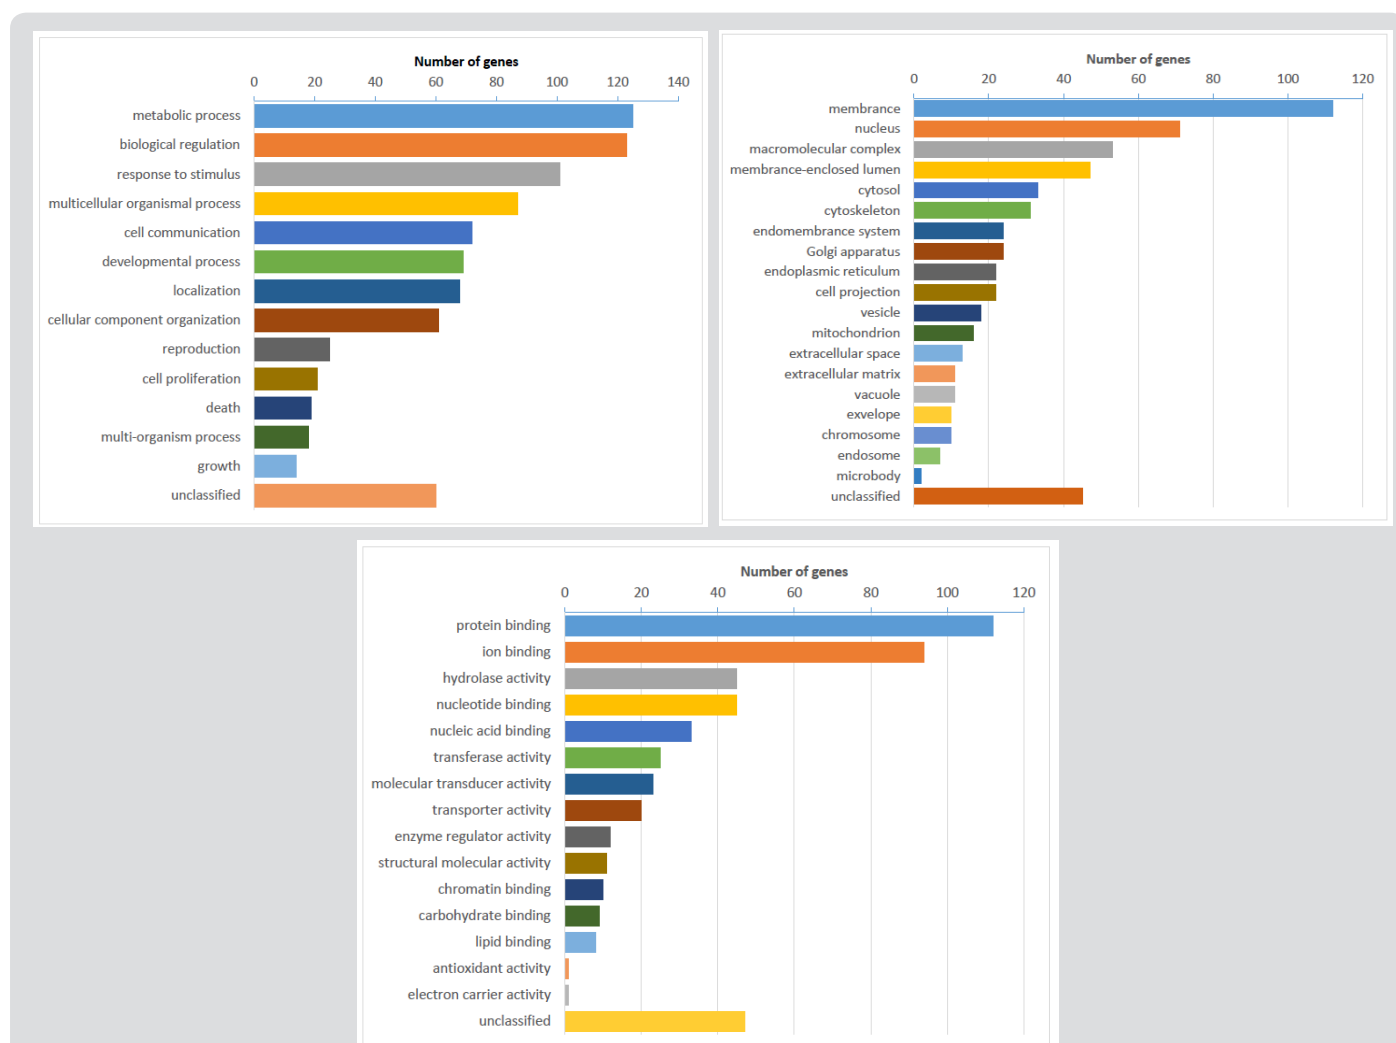 Number of genes
0 20 40 60 80 100 120 140
metabolic process
biological regulation
response to stimulus
multicellular organismal process
cell communication
developmental process
localization
cellular component organization
reproduction
cell proliferation
death
multi-organism process
growth
unclassified
Number of genes
0 20 40 60 80 100 120
membrance
nucleus
macromolecular complex
membrance-enclosed lumen
cytosol
cytoskeleton
endomembrance system
Golgi apparatus
endoplasmic reticulum
cell projection
vesicle
mitochondrion
extracellular space
extracellular matrix
vacuole
exvelope
chromosome
endosome
microbody
unclassified
Number of genes
0 20 40 60 80 100 120
protein binding
ion binding
hydrolase activity
nucleotide binding
nucleic acid binding
transferase activity
molecular transducer activity
transporter activity
enzyme regulator activity
structural molecular activity
chromatin binding
carbohydrate binding
lipid binding
antioxidant activity
electron carrier activity
unclassified